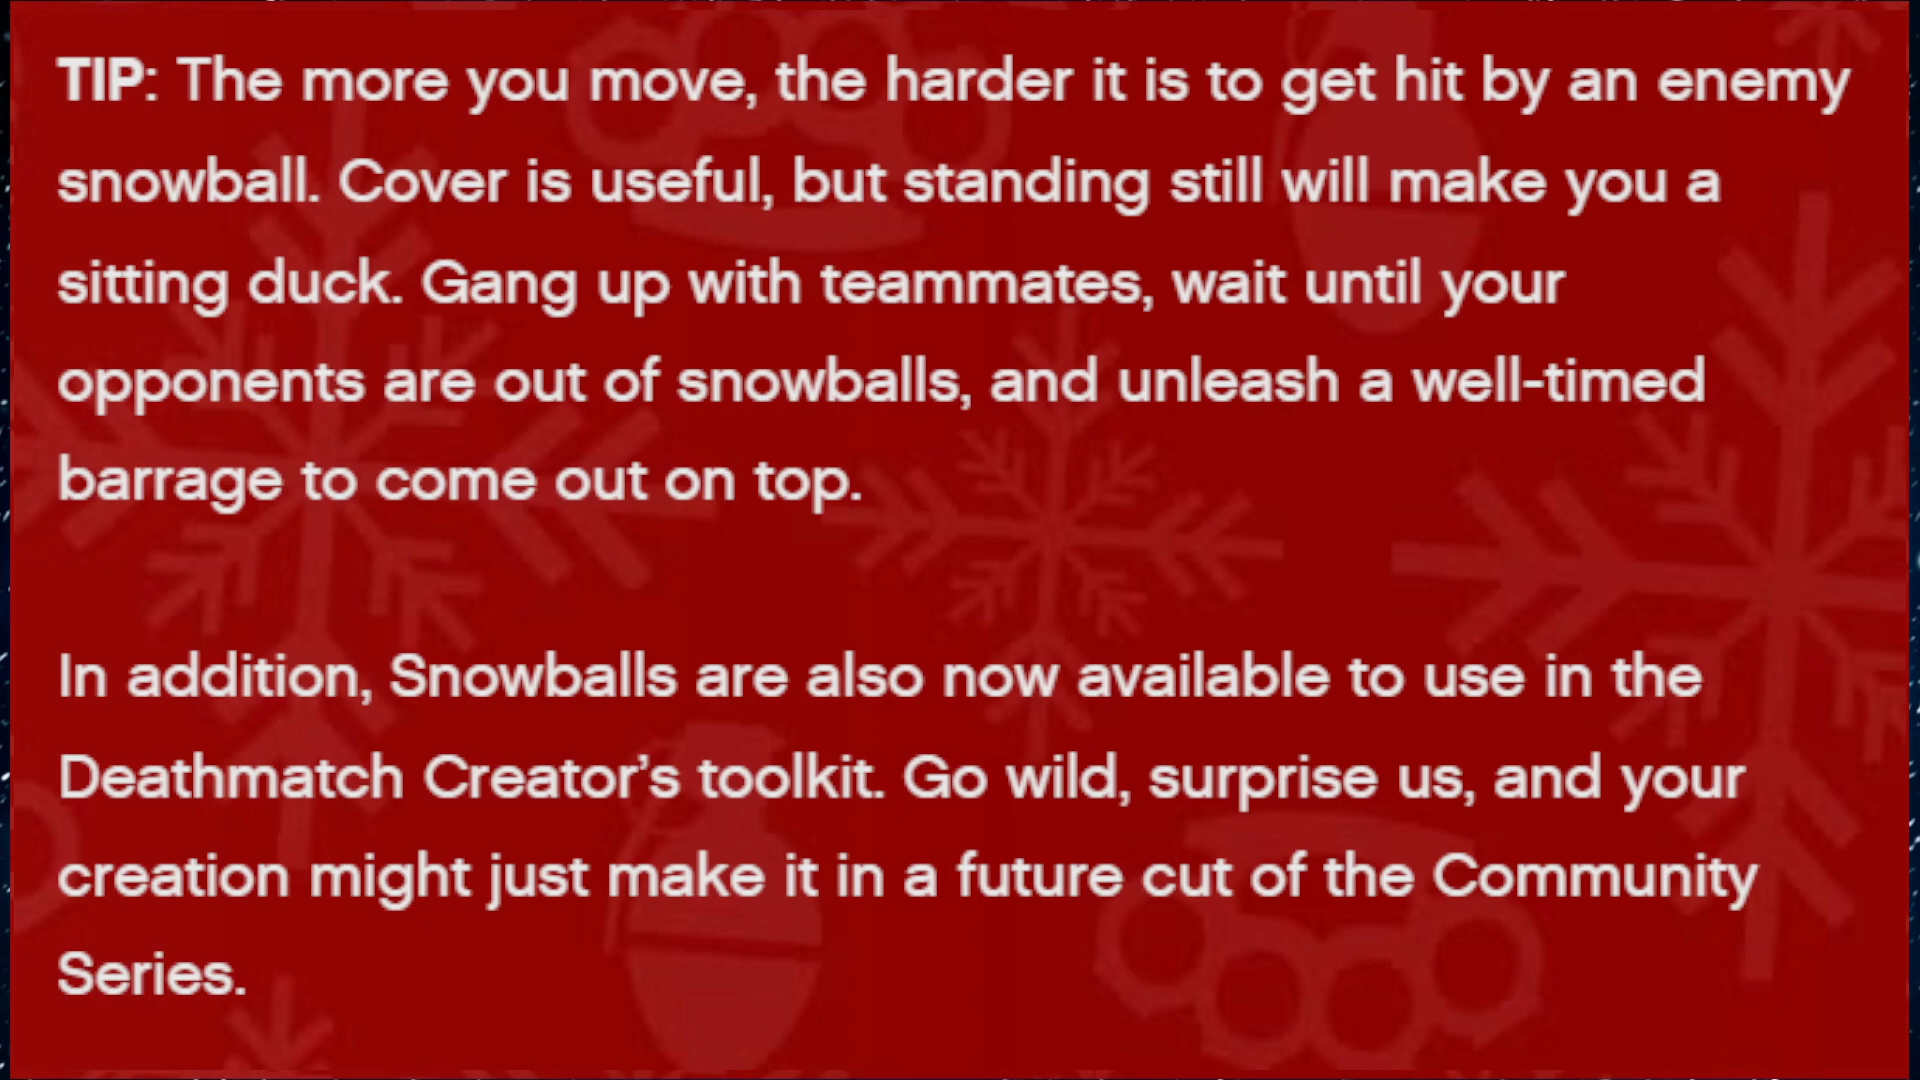 TIP: The more you move, the harder it is to get hit by an enemy
snowball. Cover is useful, but standing still will make you a
sitting duck. Gang up with teammates, wait until your
opponents are out of snowballs, and unleash a well-timed
barrage to come out on top.
In addition, Snowballs are also now available to use in the
Deathmatch Creator’s toolkit. Go wild, surprise us, and your
creation might just make it in a future cut of the Community
Series.